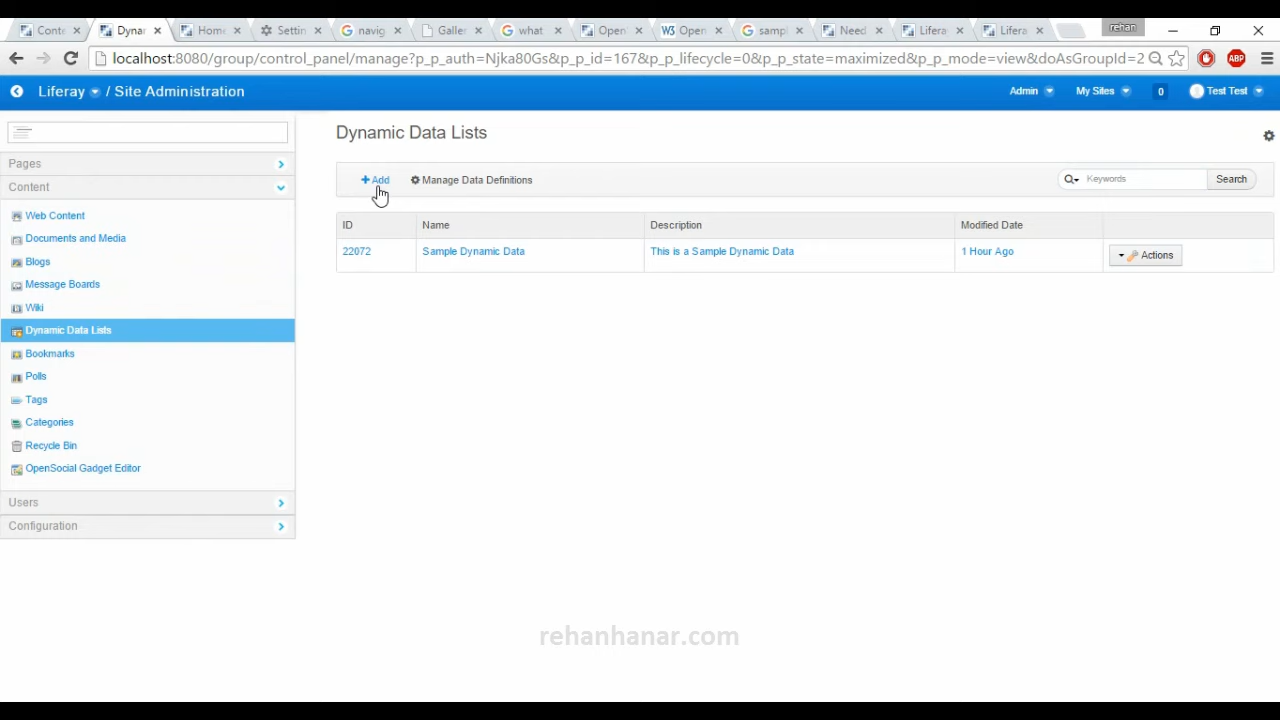 Conte
Dynar
Home
Settin
navig
Galler
what
Open
Open
sampl
Need
Lifera
Lifera
rehan
localhost:8080/group/control_panel/manage?p_p_auth=Njka80Gs&p_p_id=167&p_p_lifecycle=0&p_p_state=maximized&p_p_mode=view&doAsGroupId=2
ABP
Liferay / Site Administration
Admin
My Sites
0
Test Test
Pages
Content
Web Content
Documents and Media
Blogs
Message Boards
Wiki
Dynamic Data Lists
Bookmarks
Polls
Tags
Categories
Recycle Bin
OpenSocial Gadget Editor
Users
Configuration
Dynamic Data Lists
+Add
Manage Data Definitions
Keywords
Search
ID Name Description Modified Date
22072 Sample Dynamic Data This is a Sample Dynamic Data 1 Hour Ago Actions
rehanhanar.com